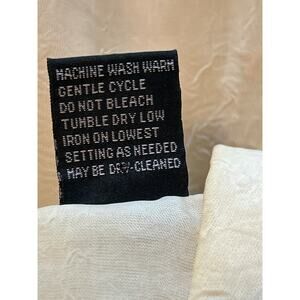 MACHINE WASH WARM
GENTLE CYCLE
DO NOT BLEACH
TUMBLE DRY LOW
IRON ON LOWEST
SETTING AS NEEDED
MAY BE DRY-CLEANED